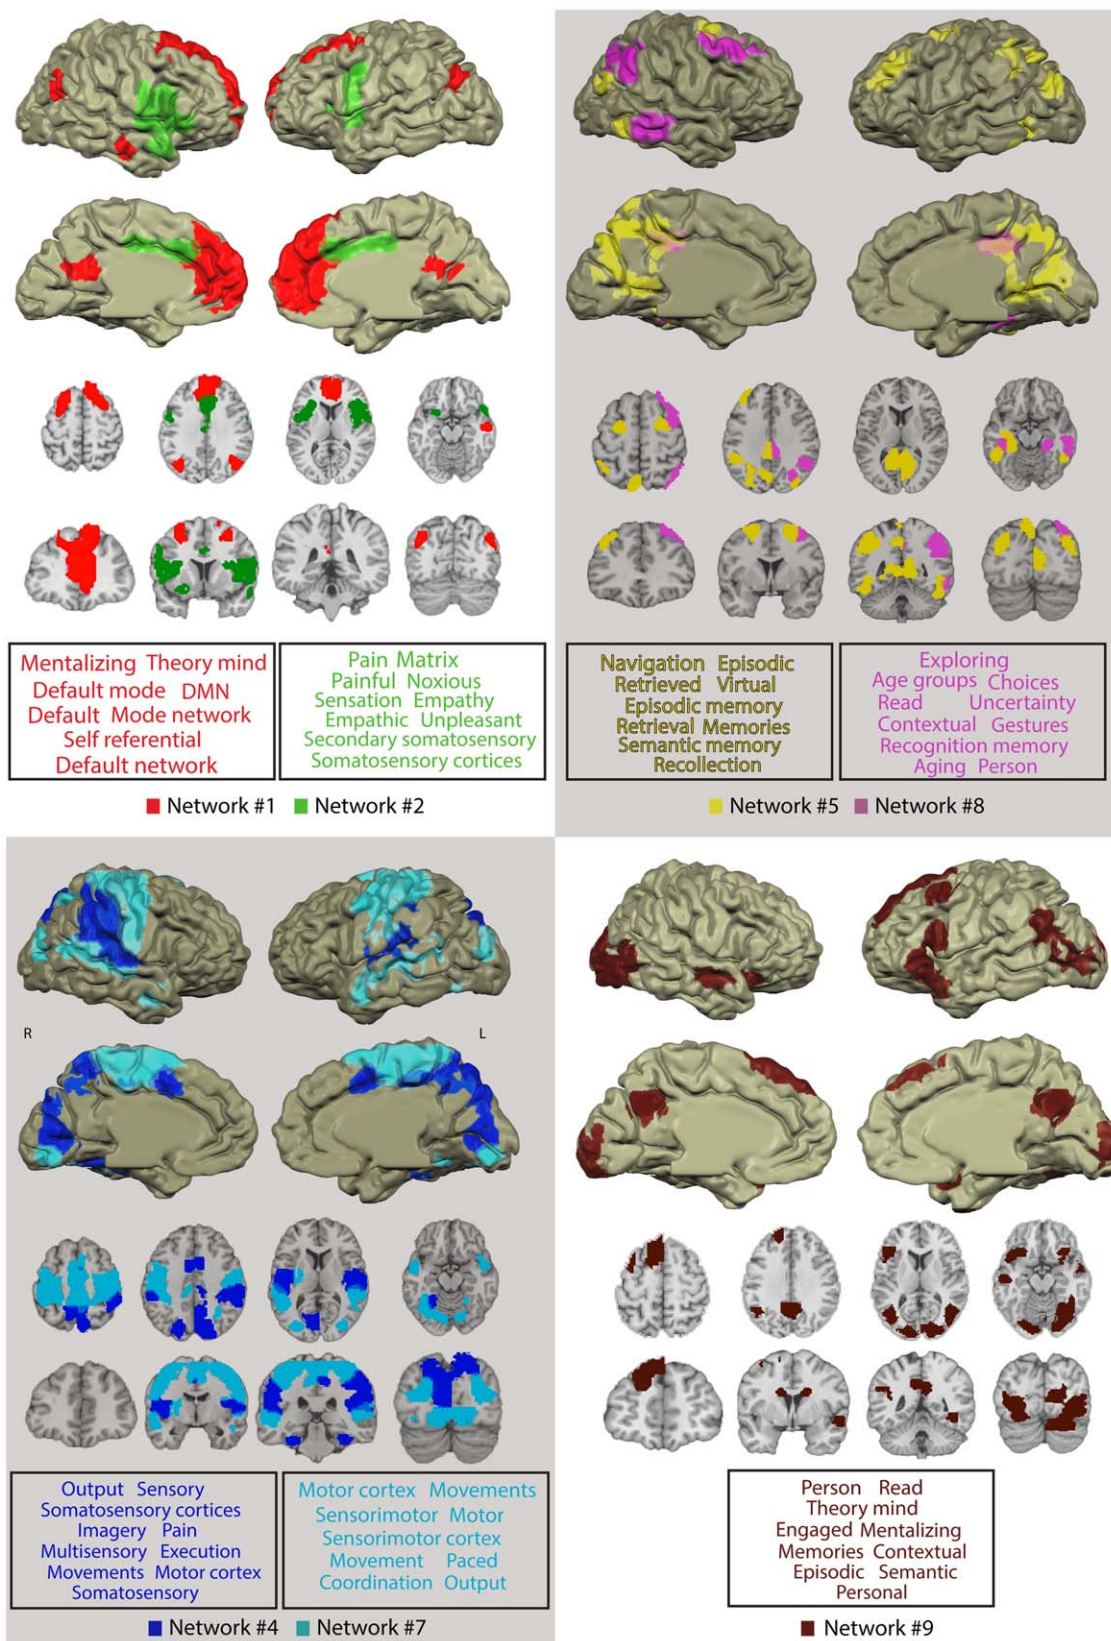 Mentalizing Theory mind
Default mode DMN
Default Mode network
Self referential
Default network
Pain Matrix
Painful Noxious
Sensation Empathy
Empathic Unpleasant
Secondary somatosensory
Somatosensory cortices
Network #1 Network #2
Navigation Episodic
Retrieved Virtual
Episodic memory
Retrieval Memories
Semantic memory
Recollection
Exploring
Age groups Choices
Read Uncertainty
Contextual Gestures
Recognition memory
Aging Person
Network #5 Network #8
R L
Output Sensory
Somatosensory cortices
Imagery Pain
Multisensory Execution
Movements Motor cortex
Somatosensory
Motor cortex Movements
Sensorimotor Motor
Sensorimotor cortex
Movement Paced
Coordination Output
Network #4 Network #7
Person Read
Theory mind
Engaged Mentalizing
Memories Contextual
Episodic Semantic
Personal
Network #9